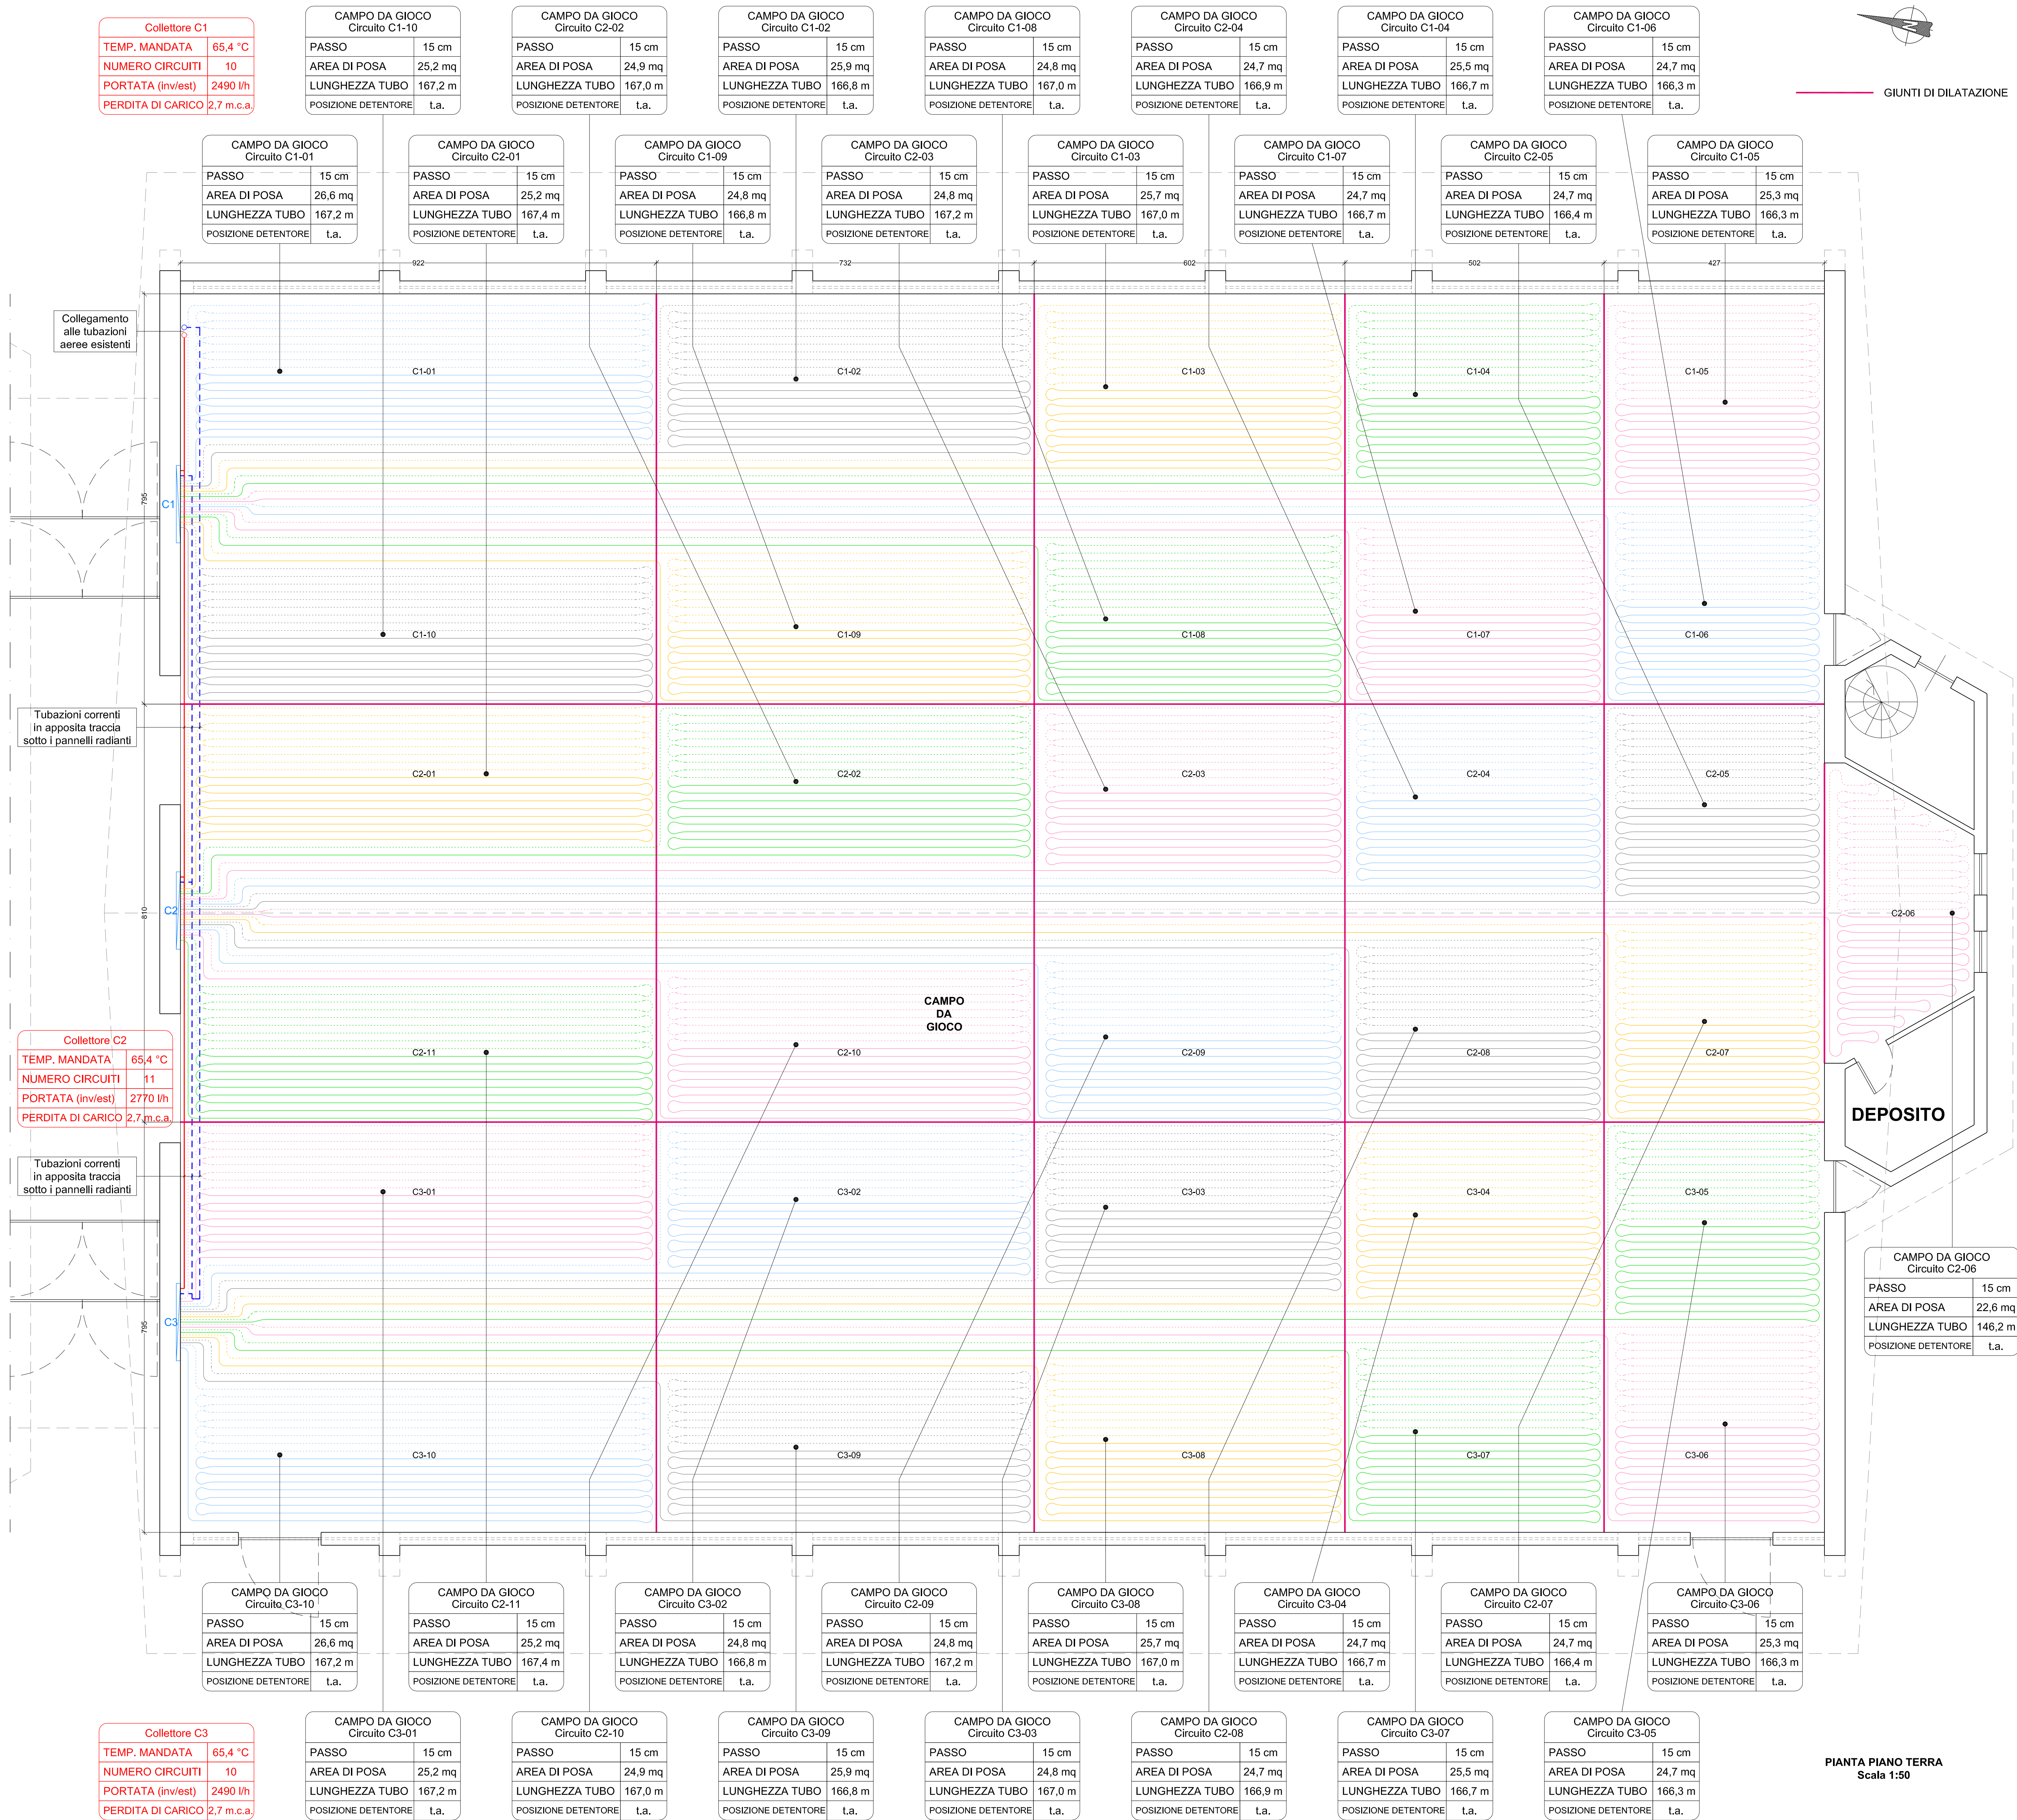 Collettore C1
TEMP. MANDATA 65,4 °C
NUMERO CIRCUITI 10
PORTATA (inv/est) 2490 l/h
PERDITA DI CARICO 2,7 m.c.a.
CAMPO DA GIOCO
Circuito C1-10
PASSO 15 cm
AREA DI POSA 25,2 mq
LUNGHEZZA TUBO 167,2 m
POSIZIONE DETENTORE t.a.
CAMPO DA GIOCO
Circuito C2-02
PASSO 15 cm
AREA DI POSA 24,9 mq
LUNGHEZZA TUBO 167,0 m
POSIZIONE DETENTORE t.a.
CAMPO DA GIOCO
Circuito C1-02
PASSO 15 cm
AREA DI POSA 25,9 mq
LUNGHEZZA TUBO 166,8 m
POSIZIONE DETENTORE t.a.
CAMPO DA GIOCO
Circuito C1-08
PASSO 15 cm
AREA DI POSA 24,8 mq
LUNGHEZZA TUBO 167,0 m
POSIZIONE DETENTORE t.a.
CAMPO DA GIOCO
Circuito C2-04
PASSO 15 cm
AREA DI POSA 24,7 mq
LUNGHEZZA TUBO 166,9 m
POSIZIONE DETENTORE t.a.
CAMPO DA GIOCO
Circuito C1-04
PASSO 15 cm
AREA DI POSA 25,5 mq
LUNGHEZZA TUBO 166,7 m
POSIZIONE DETENTORE t.a.
CAMPO DA GIOCO
Circuito C1-06
PASSO 15 cm
AREA DI POSA 24,7 mq
LUNGHEZZA TUBO 166,3 m
POSIZIONE DETENTORE t.a.
N
GIUNTI DI DILATAZIONE
CAMPO DA GIOCO
Circuito C1-01
PASSO 15 cm
AREA DI POSA 26,6 mq
LUNGHEZZA TUBO 167,2 m
POSIZIONE DETENTORE t.a.
CAMPO DA GIOCO
Circuito C2-01
PASSO 15 cm
AREA DI POSA 25,2 mq
LUNGHEZZA TUBO 167,4 m
POSIZIONE DETENTORE t.a.
CAMPO DA GIOCO
Circuito C1-09
PASSO 15 cm
AREA DI POSA 24,8 mq
LUNGHEZZA TUBO 166,8 m
POSIZIONE DETENTORE t.a.
CAMPO DA GIOCO
Circuito C2-03
PASSO 15 cm
AREA DI POSA 24,8 mq
LUNGHEZZA TUBO 167,2 m
POSIZIONE DETENTORE t.a.
CAMPO DA GIOCO
Circuito C1-03
PASSO 15 cm
AREA DI POSA 25,7 mq
LUNGHEZZA TUBO 167,0 m
POSIZIONE DETENTORE t.a.
CAMPO DA GIOCO
Circuito C1-07
PASSO 15 cm
AREA DI POSA 24,7 mq
LUNGHEZZA TUBO 166,7 m
POSIZIONE DETENTORE t.a.
CAMPO DA GIOCO
Circuito C2-05
PASSO 15 cm
AREA DI POSA 24,7 mq
LUNGHEZZA TUBO 166,4 m
POSIZIONE DETENTORE t.a.
CAMPO DA GIOCO
Circuito C1-05
PASSO 15 cm
AREA DI POSA 25,3 mq
LUNGHEZZA TUBO 166,3 m
POSIZIONE DETENTORE t.a.
922 732 602 502 427
Collegamento
alle tubazioni
aeree esistenti
C1-01 C1-02 C1-03 C1-04 C1-05
795
C1
C1-10 C1-09 C1-08 C1-07 C1-06
Tubazioni correnti
in apposita traccia
sotto i pannelli radianti
C2-01 C2-02 C2-03 C2-04 C2-05
810
C2
C2-06
CAMPO
DA
GIOCO
Collettore C2
TEMP. MANDATA 65,4 °C
NUMERO CIRCUITI 11
PORTATA (inv/est) 2770 l/h
PERDITA DI CARICO 2,7 m.c.a.
C2-11 C2-10 C2-09 C2-08 C2-07
DEPOSITO
Tubazioni correnti
in apposita traccia
sotto i pannelli radianti
C3-01 C3-02 C3-03 C3-04 C3-05
CAMPO DA GIOCO
Circuito C2-06
PASSO 15 cm
AREA DI POSA 22,6 mq
LUNGHEZZA TUBO 146,2 m
POSIZIONE DETENTORE t.a.
795
C3
C3-10 C3-09 C3-08 C3-07 C3-06
CAMPO DA GIOCO
Circuito C3-10
PASSO 15 cm
AREA DI POSA 26,6 mq
LUNGHEZZA TUBO 167,2 m
POSIZIONE DETENTORE t.a.
CAMPO DA GIOCO
Circuito C2-11
PASSO 15 cm
AREA DI POSA 25,2 mq
LUNGHEZZA TUBO 167,4 m
POSIZIONE DETENTORE t.a.
CAMPO DA GIOCO
Circuito C3-02
PASSO 15 cm
AREA DI POSA 24,8 mq
LUNGHEZZA TUBO 166,8 m
POSIZIONE DETENTORE t.a.
CAMPO DA GIOCO
Circuito C2-09
PASSO 15 cm
AREA DI POSA 24,8 mq
LUNGHEZZA TUBO 167,2 m
POSIZIONE DETENTORE t.a.
CAMPO DA GIOCO
Circuito C3-08
PASSO 15 cm
AREA DI POSA 25,7 mq
LUNGHEZZA TUBO 167,0 m
POSIZIONE DETENTORE t.a.
CAMPO DA GIOCO
Circuito C3-04
PASSO 15 cm
AREA DI POSA 24,7 mq
LUNGHEZZA TUBO 166,7 m
POSIZIONE DETENTORE t.a.
CAMPO DA GIOCO
Circuito C2-07
PASSO 15 cm
AREA DI POSA 24,7 mq
LUNGHEZZA TUBO 166,4 m
POSIZIONE DETENTORE t.a.
CAMPO DA GIOCO
Circuito C3-06
PASSO 15 cm
AREA DI POSA 25,3 mq
LUNGHEZZA TUBO 166,3 m
POSIZIONE DETENTORE t.a.
Collettore C3
TEMP. MANDATA 65,4 °C
NUMERO CIRCUITI 10
PORTATA (inv/est) 2490 l/h
PERDITA DI CARICO 2,7 m.c.a.
CAMPO DA GIOCO
Circuito C3-01
PASSO 15 cm
AREA DI POSA 25,2 mq
LUNGHEZZA TUBO 167,2 m
POSIZIONE DETENTORE t.a.
CAMPO DA GIOCO
Circuito C2-10
PASSO 15 cm
AREA DI POSA 24,9 mq
LUNGHEZZA TUBO 167,0 m
POSIZIONE DETENTORE t.a.
CAMPO DA GIOCO
Circuito C3-09
PASSO 15 cm
AREA DI POSA 25,9 mq
LUNGHEZZA TUBO 166,8 m
POSIZIONE DETENTORE t.a.
CAMPO DA GIOCO
Circuito C3-03
PASSO 15 cm
AREA DI POSA 24,8 mq
LUNGHEZZA TUBO 167,0 m
POSIZIONE DETENTORE t.a.
CAMPO DA GIOCO
Circuito C2-08
PASSO 15 cm
AREA DI POSA 24,7 mq
LUNGHEZZA TUBO 166,9 m
POSIZIONE DETENTORE t.a.
CAMPO DA GIOCO
Circuito C3-07
PASSO 15 cm
AREA DI POSA 25,5 mq
LUNGHEZZA TUBO 166,7 m
POSIZIONE DETENTORE t.a.
CAMPO DA GIOCO
Circuito C3-05
PASSO 15 cm
AREA DI POSA 24,7 mq
LUNGHEZZA TUBO 166,3 m
POSIZIONE DETENTORE t.a.
PIANTA PIANO TERRA
Scala 1:50